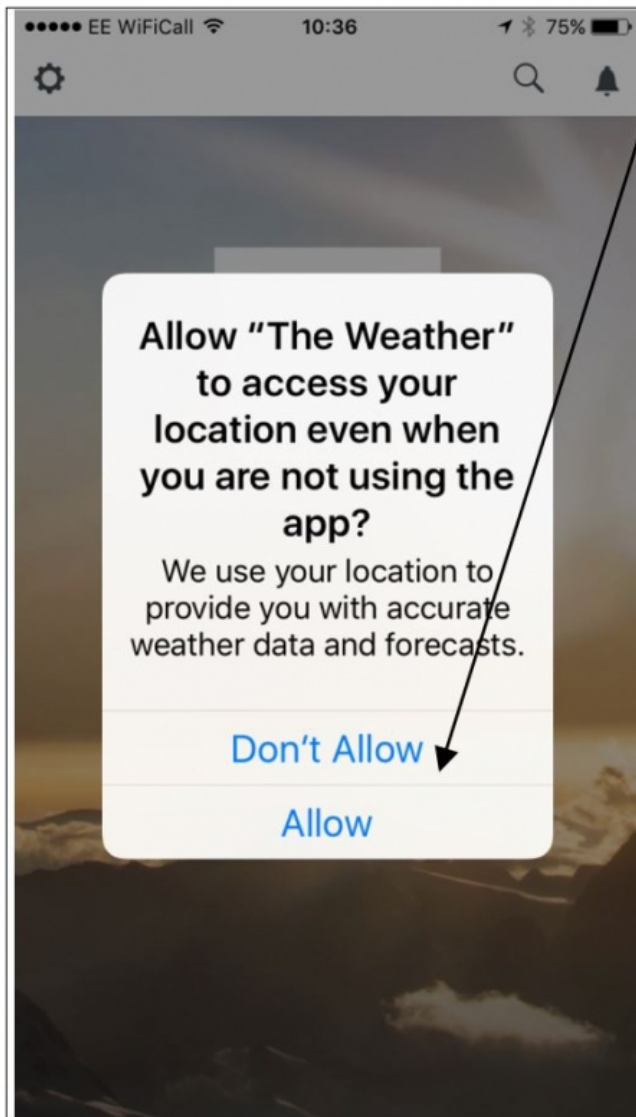 EE WiFiCall 10:36 75%
Allow “The Weather”
to access your
location even when
you are not using the
app?
We use your location to
provide you with accurate
weather data and forecasts.
Don’t Allow
Allow